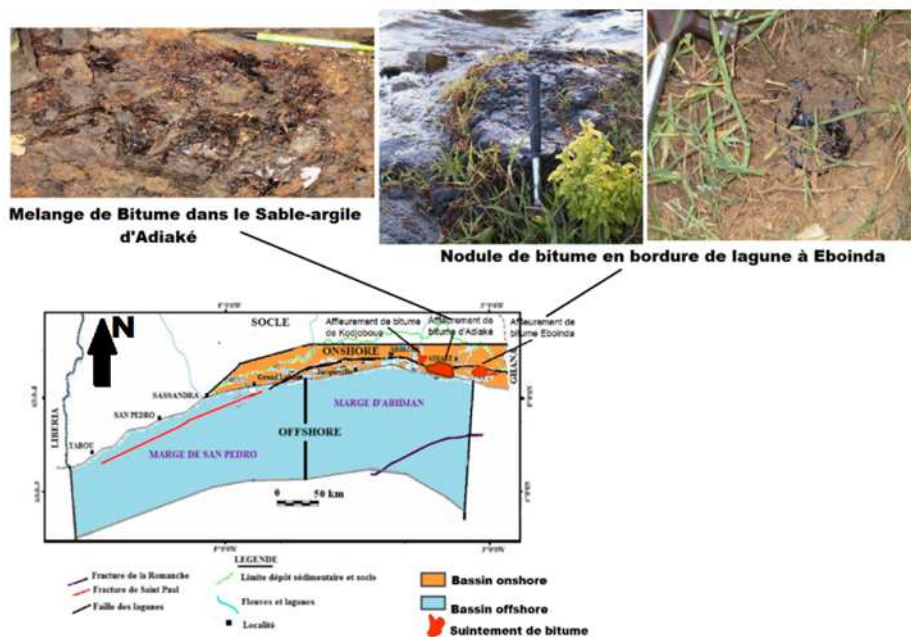 Melange de Bitume dans le Sable-argile
d'Adiaké
Nodule de bitume en bordure de lagune à Eboinda
N
SOCLE
Affleurement de bitume
de Kodjoboue
Affleurement de
bitume d'Adiaké
Affleurement de
bitume Eboinda
ONSHORE
GHANA
LIBERIA
SASSANDRA
SAN PEDRO
TABOU
MARGE D'ABIDJAN
OFFSHORE
MARGE DE SAN PEDRO
0 50 km
LEGENDE
Fracture de la Romanche
Fracture de Saint Paul
Faille des lagunes
Limite dépôt sédimentaire et socle
Fleuves et lagunes
Localité
Bassin onshore
Bassin offshore
Suintement de bitume